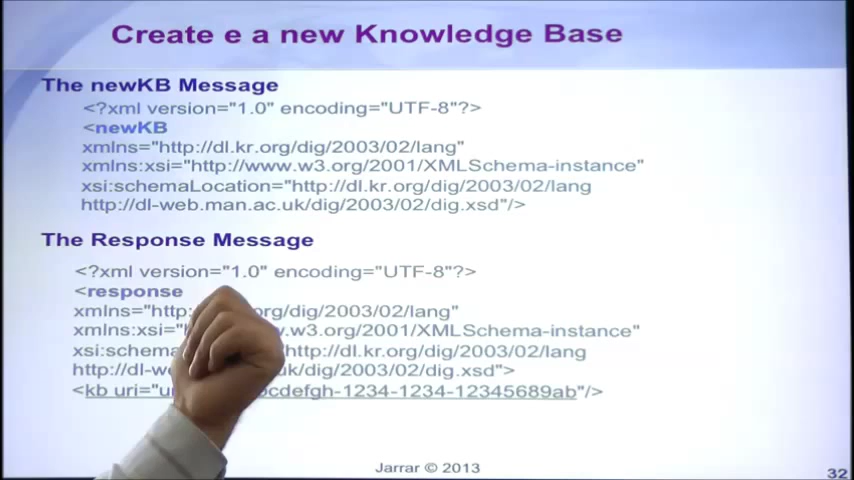 Create e a new Knowledge Base
The newKB Message
<?xml version="1.0" encoding="UTF-8"?>
<newKB
xmlns="http://dl.kr.org/dig/2003/02/lang"
xmlns:xsi="http://www.w3.org/2001/XMLSchema-instance"
xsi:schemaLocation="http://dl.kr.org/dig/2003/02/lang
http://dl-web.man.ac.uk/dig/2003/02/dig.xsd"/>
The Response Message
<?xml version="1.0" encoding="UTF-8"?>
<response
xmlns="http: org/dig/2003/02/lang"
xmlns:xsi=" .w3.org/2001/XMLSchema-instance"
xsi:schema http://dl.kr.org/dig/2003/02/lang
http://dl-w uk/dig/2003/02/dig.xsd">
<kb uri="u cdefgh-1234-1234-12345689ab"/>
Jarrar © 2013
32